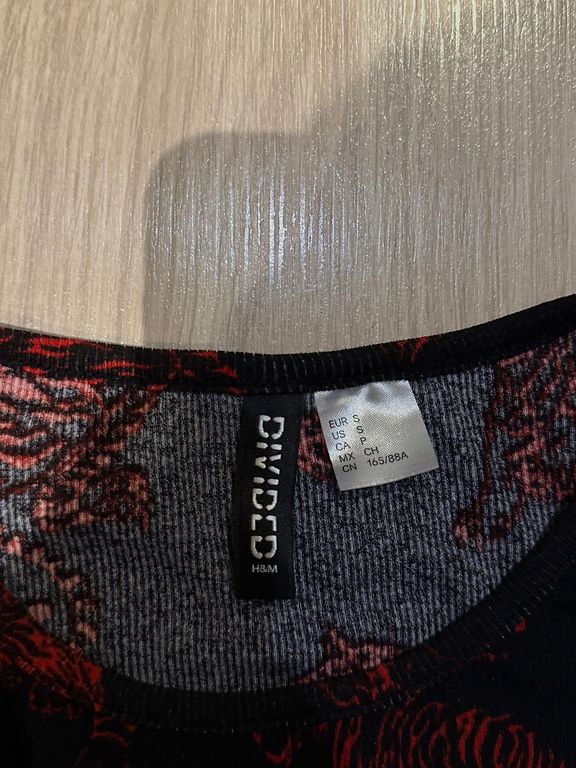 DIVIDED
H&M
EUR S
US S
CA P
MX CH
CN 165/88A